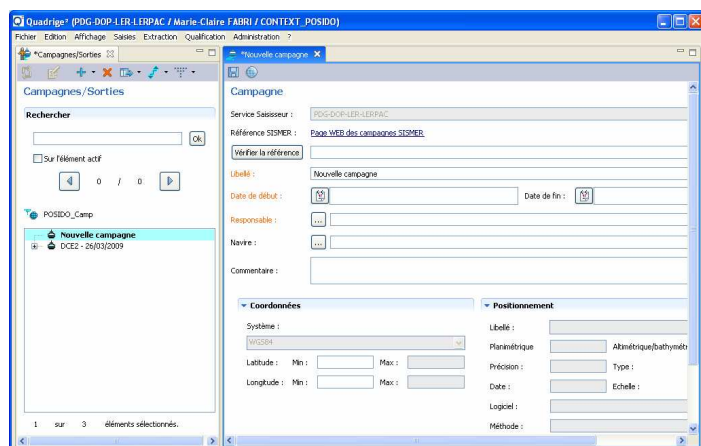 Quadrige³ (PDG-DOP-LER-LERPAC / Marie-Claire FABRI / CONTEXT_POSIDO)
Fichier Edition Affichage Saisies Extraction Qualification Administration ?
*Campagnes/Sorties
*Nouvelle campagne
Campagnes/Sorties
Rechercher
Ok
Sur l'élément actif
0 / 0
POSIDO_Camp
Nouvelle campagne
DCE2 - 26/03/2009
1 sur 3 éléments sélectionnés.
Campagne
Service Saisisseur : PDG-DOP-LER-LERPAC
Référence SISMER : Page WEB des campagnes SISMER
Vérifier la référence
Libellé : Nouvelle campagne
Date de début : Date de fin :
Responsable : ...
Navire : ...
Commentaire :
Coordonnées
Système :
WGS84
Latitude : Min : Max :
Longitude : Min : Max :
Positionnement
Libellé :
Planimétrique Altimétrique/bathymétr
Précision : Type :
Date : Echelle :
Logiciel :
Méthode :